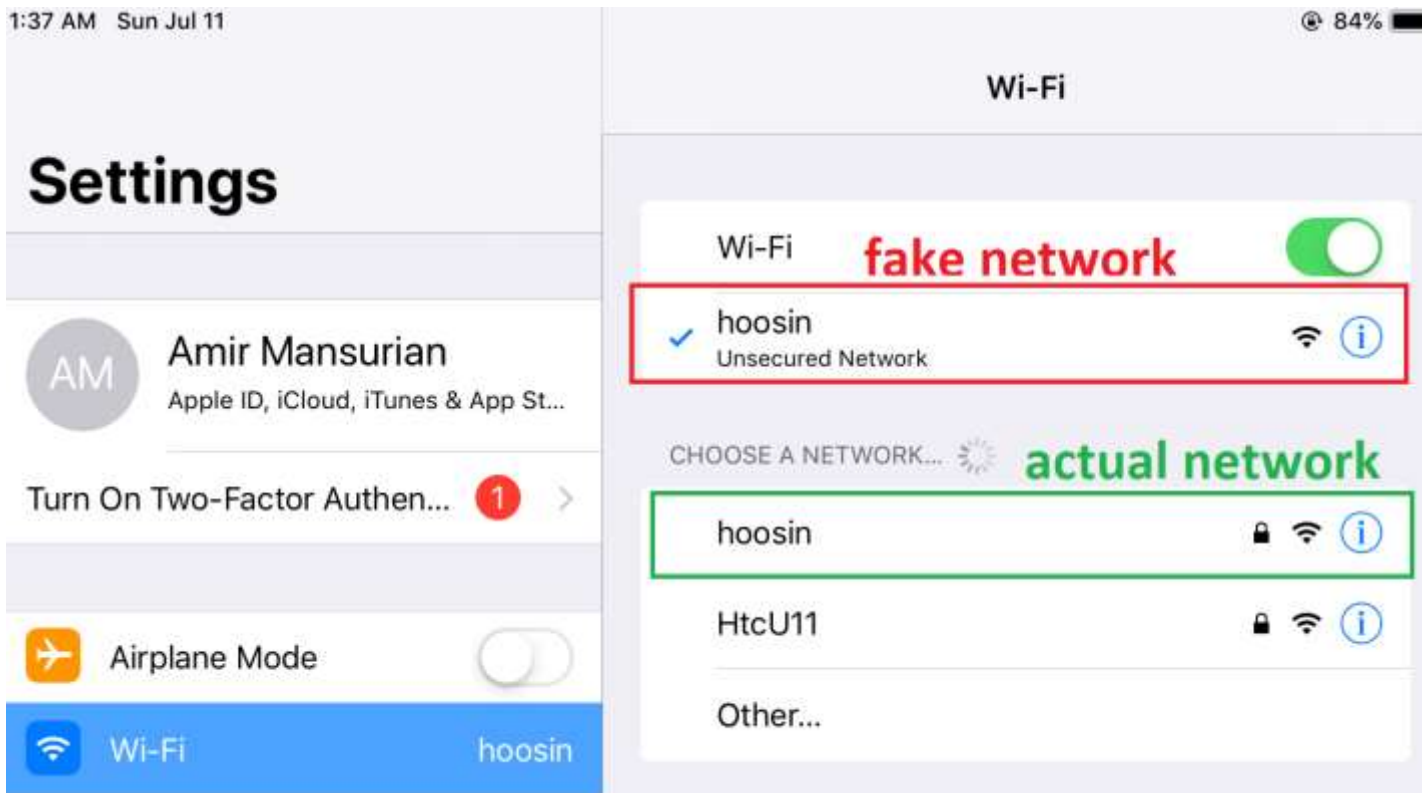 1:37 AM Sun Jul 11
84%
Settings
AM
Amir Mansurian
Apple ID, iCloud, iTunes & App St...
Turn On Two-Factor Authen...
1
Airplane Mode
Wi-Fi
hoosin
Wi-Fi
Wi-Fi
fake network
hoosin
Unsecured Network
CHOOSE A NETWORK...
actual network
hoosin
HtcU11
Other...